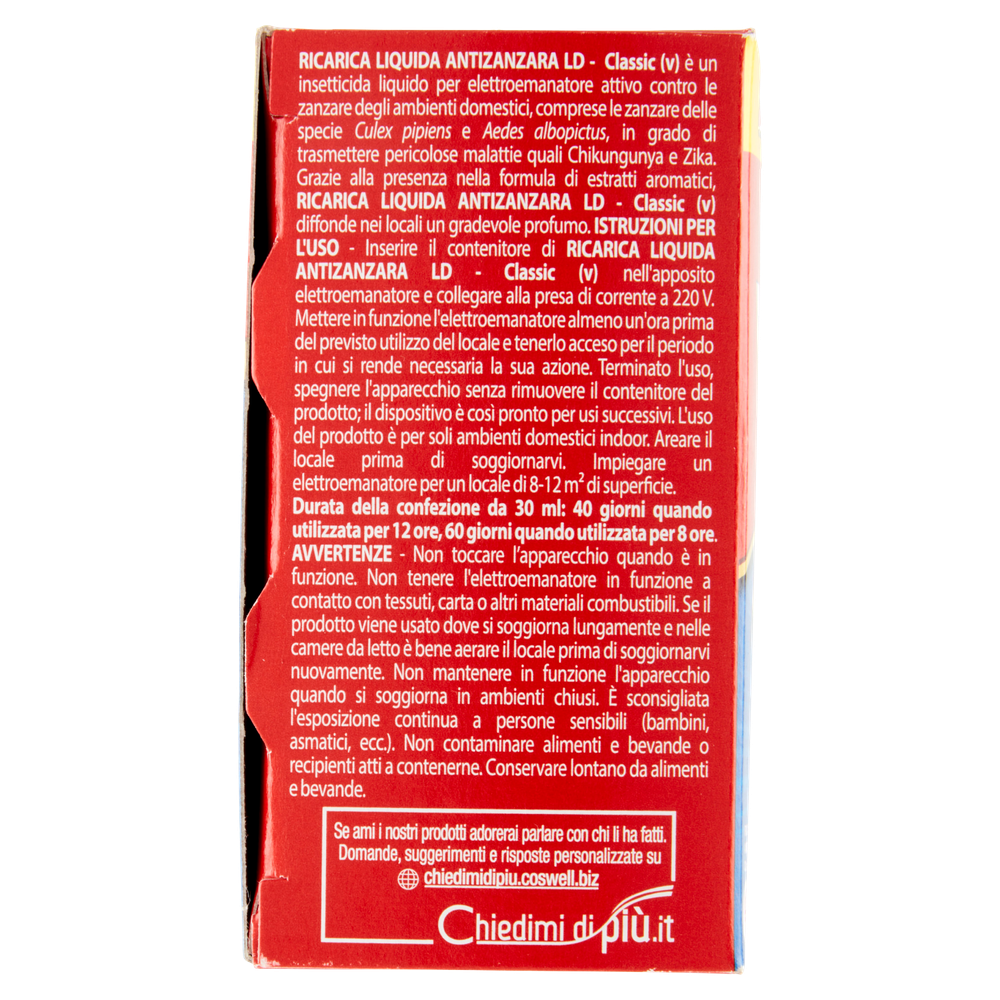 RICARICA LIQUIDA ANTIZANZARA LD - Classic (v) è un
insetticida liquido per elettroemanatore attivo contro le
zanzare degli ambienti domestici, comprese le zanzare delle
specie Culex pipiens e Aedes albopictus, in grado di
trasmettere pericolose malattie quali Chikungunya e Zika.
Grazie alla presenza nella formula di estratti aromatici,
RICARICA LIQUIDA ANTIZANZARA LD - Classic (v)
diffonde nei locali un gradevole profumo. ISTRUZIONI PER
L'USO - Inserire il contenitore di RICARICA LIQUIDA
ANTIZANZARA LD - Classic (v) nell'apposito
elettroemanatore e collegare alla presa di corrente a 220 V.
Mettere in funzione l'elettroemanatore almeno un'ora prima
del previsto utilizzo del locale e tenerlo acceso per il periodo
in cui si rende necessaria la sua azione. Terminato l'uso,
spegnere l'apparecchio senza rimuovere il contenitore del
prodotto; il dispositivo è così pronto per usi successivi. L'uso
del prodotto è per soli ambienti domestici indoor. Areare il
locale prima di soggiornarvi. Impiegare un
elettroemanatore per un locale di 8-12 m² di superficie.
Durata della confezione da 30 ml: 40 giorni quando
utilizzata per 12 ore, 60 giorni quando utilizzata per 8 ore.
AVVERTENZE - Non toccare l'apparecchio quando è in
funzione. Non tenere l'elettroemanatore in funzione a
contatto con tessuti, carta o altri materiali combustibili. Se il
prodotto viene usato dove si soggiorna lungamente e nelle
camere da letto è bene aerare il locale prima di soggiornarvi
nuovamente. Non mantenere in funzione l'apparecchio
quando si soggiorna in ambienti chiusi. È sconsigliata
l'esposizione continua a persone sensibili (bambini,
asmatici, ecc.). Non contaminare alimenti e bevande o
recipienti atti a contenerne. Conservare lontano da alimenti
e bevande.
Se ami i nostri prodotti adorerai parlare con chi li ha fatti.
Domande, suggerimenti e risposte personalizzate su
chiedimidipiu.coswell.biz
Chiedimi di più.it